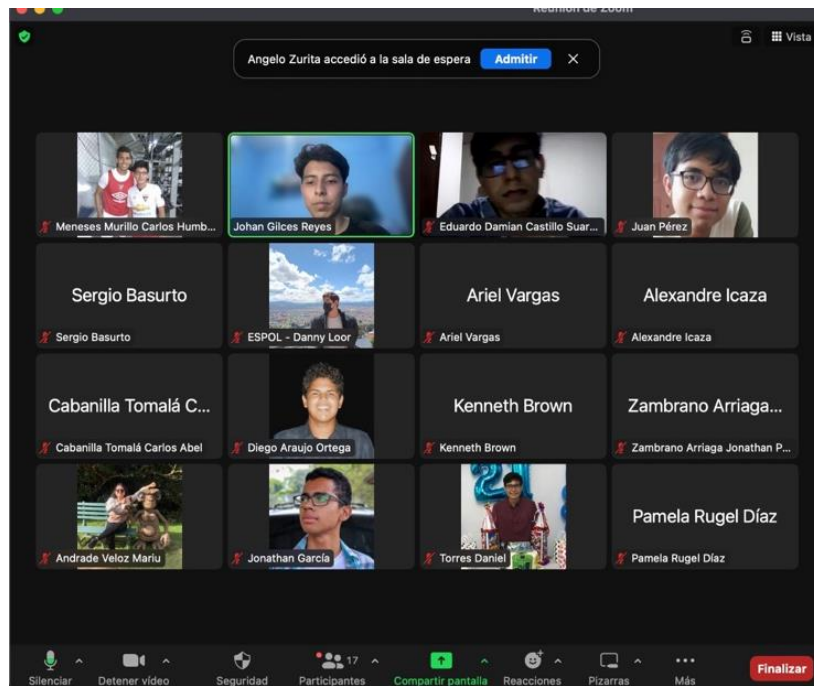 Reunión de Zoom
Vista
Angelo Zurita accedió a la sala de espera Admitir
Meneses Murillo Carlos Humb...
Johan Gilces Reyes
Eduardo Damian Castillo Suar...
Juan Pérez
Sergio Basurto
Sergio Basurto
ESPOL - Danny Loor
Ariel Vargas
Ariel Vargas
Alexandre Icaza
Alexandre Icaza
Cabanilla Tomalá C...
Cabanilla Tomalá Carlos Abel
Diego Araujo Ortega
Kenneth Brown
Kenneth Brown
Zambrano Arriaga...
Zambrano Arriaga Jonathan P...
Andrade Veloz Mariu
Jonathan García
21
Torres Daniel
Pamela Rugel Díaz
Pamela Rugel Díaz
17
Silenciar Detener vídeo Seguridad Participantes Compartir pantalla Reacciones Pizarras Más Finalizar